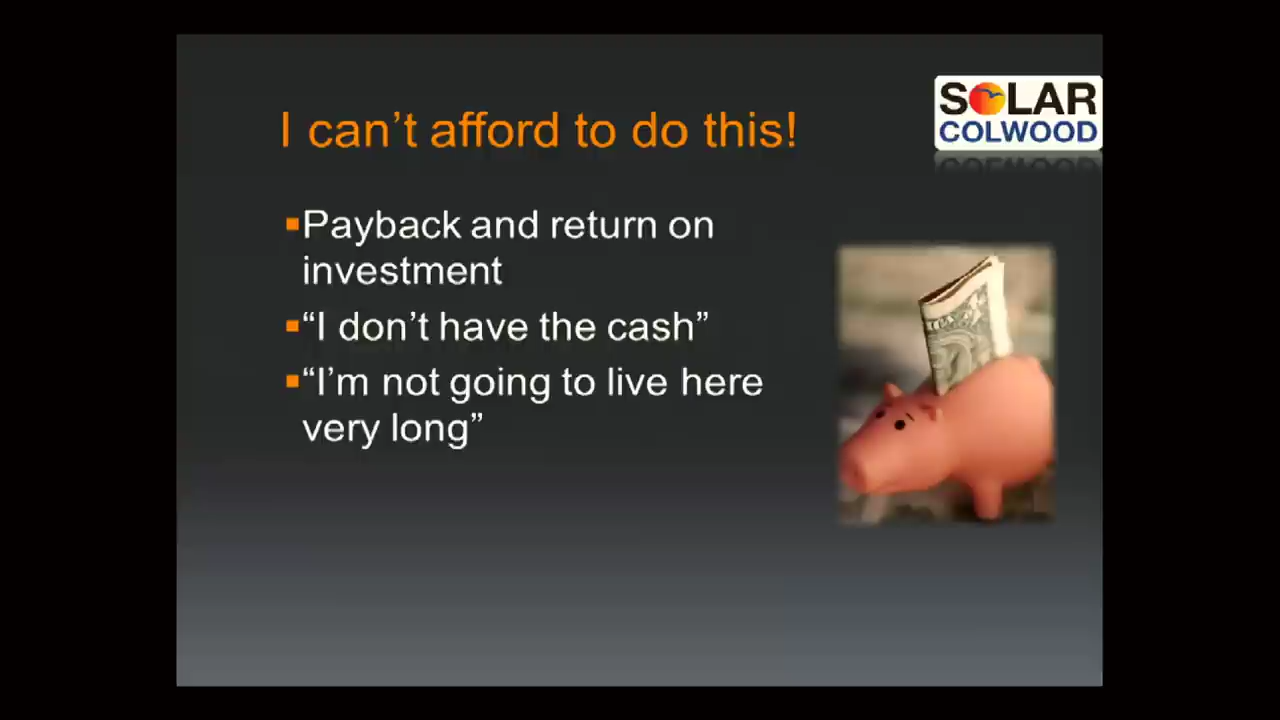 SOLAR
COLWOOD
I can’t afford to do this!
▪Payback and return on
investment
▪“I don’t have the cash”
▪“I’m not going to live here
very long”